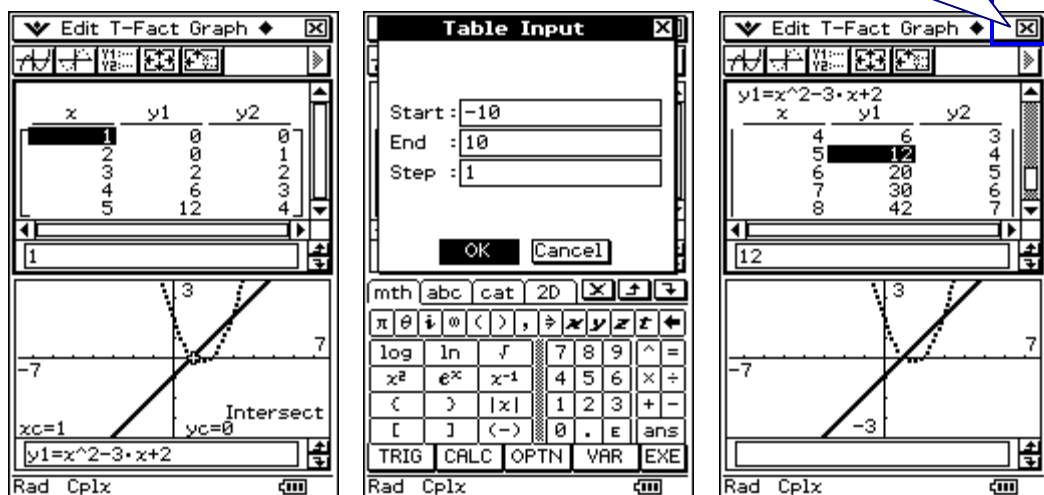 Edit T-Fact Graph ◆
Y1:...
Y2:...
x y1 y2
1 0 0
2 0 1
3 2 2
4 6 3
5 12 4
1
3
7
-7
Intersect
xc=1 yc=0
y1=x^2-3·x+2
Rad Cplx
Table Input
Start:-10
End :10
Step :1
OK Cancel
mth abc cat 2D
π θ i ∞ ( ) , ⇒ x y z t ←
log ln √ 7 8 9 ^ =
x² eˣ x⁻¹ 4 5 6 × ÷
( ) |x| 1 2 3 + -
[ ] (-) 0 . E ans
TRIG CALC OPTN VAR EXE
Rad Cplx
Edit T-Fact Graph ◆
Y1:...
Y2:...
y1=x^2-3·x+2
x y1 y2
4 6 3
5 12 4
6 20 5
7 30 6
8 42 7
12
3
7
-7
-3
Rad Cplx